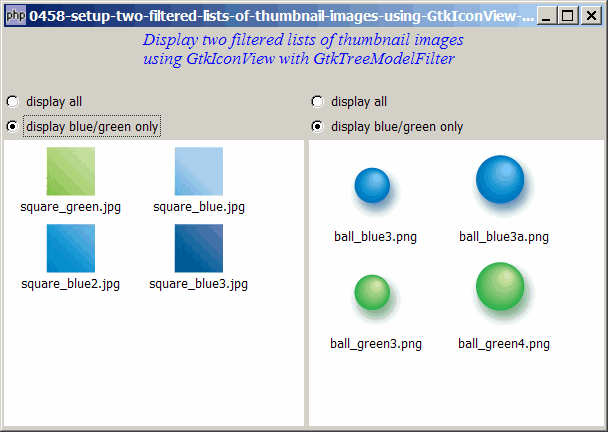 php 0458-setup-two-filtered-lists-of-thumbnail-images-using-GtkIconView-...
Display two filtered lists of thumbnail images
using GtkIconView with GtkTreeModelFilter
display all display all
display blue/green only display blue/green only
square_green.jpg square_blue.jpg
square_blue2.jpg square_blue3.jpg
ball_blue3.png ball_blue3a.png
ball_green3.png ball_green4.png